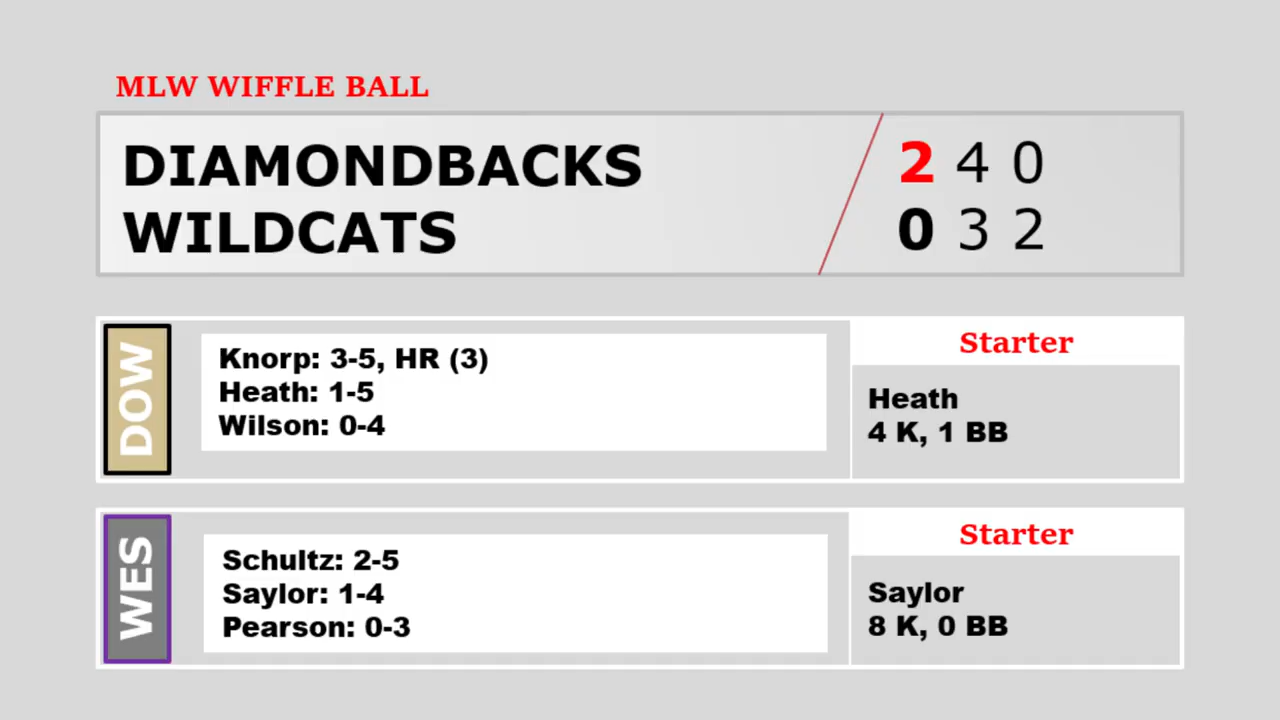 MLW WIFFLE BALL
DIAMONDBACKS 2 4 0
WILDCATS 0 3 2
DOW
Knorp: 3-5, HR (3)
Heath: 1-5
Wilson: 0-4
Starter
Heath
4 K, 1 BB
WES
Schultz: 2-5
Saylor: 1-4
Pearson: 0-3
Starter
Saylor
8 K, 0 BB